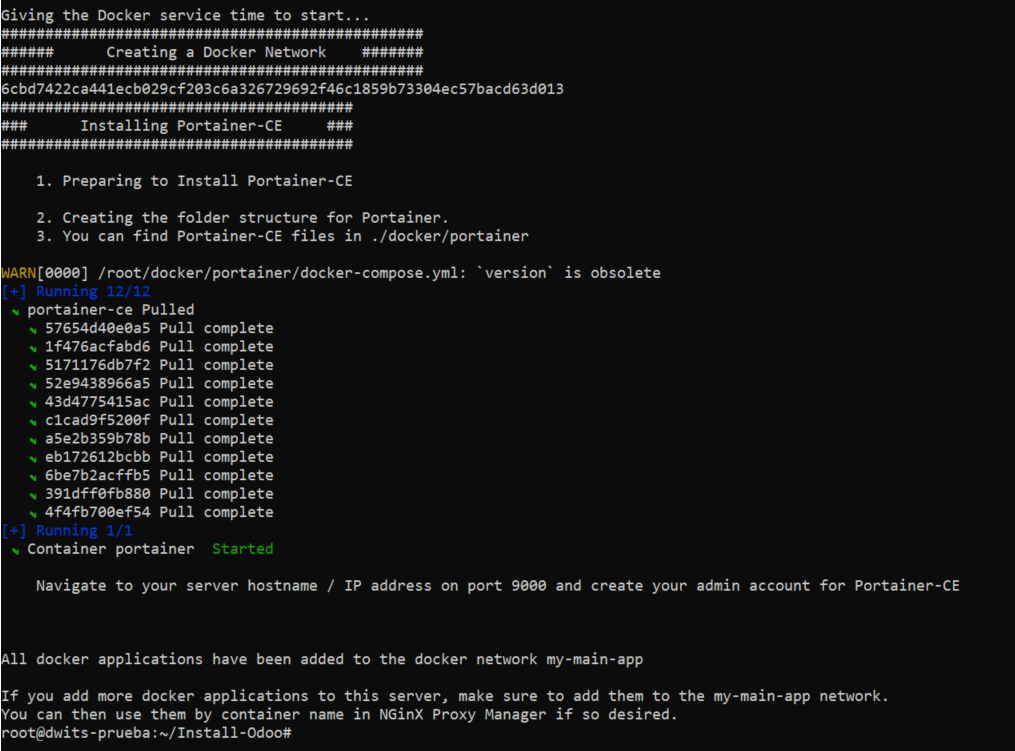 Giving the Docker service time to start...
################################################
######      Creating a Docker Network    #######
################################################
6cbd7422ca441ecb029cf203c6a326729692f46c1859b73304ec57bacd63d013
########################################
###      Installing Portainer-CE     ###
########################################
1. Preparing to Install Portainer-CE
2. Creating the folder structure for Portainer.
3. You can find Portainer-CE files in ./docker/portainer
WARN[0000] /root/docker/portainer/docker-compose.yml: `version` is obsolete
[+] Running 12/12
portainer-ce Pulled
57654d40e0a5 Pull complete
1f476acfabd6 Pull complete
5171176db7f2 Pull complete
52e9438966a5 Pull complete
43d4775415ac Pull complete
c1cad9f5200f Pull complete
a5e2b359b78b Pull complete
eb172612bcbb Pull complete
6be7b2acffb5 Pull complete
391dff0fb880 Pull complete
4f4fb700ef54 Pull complete
[+] Running 1/1
Container portainer  Started
Navigate to your server hostname / IP address on port 9000 and create your admin account for Portainer-CE
All docker applications have been added to the docker network my-main-app
If you add more docker applications to this server, make sure to add them to the my-main-app network.
You can then use them by container name in NGinX Proxy Manager if so desired.
root@dwits-prueba:~/Install-Odoo#